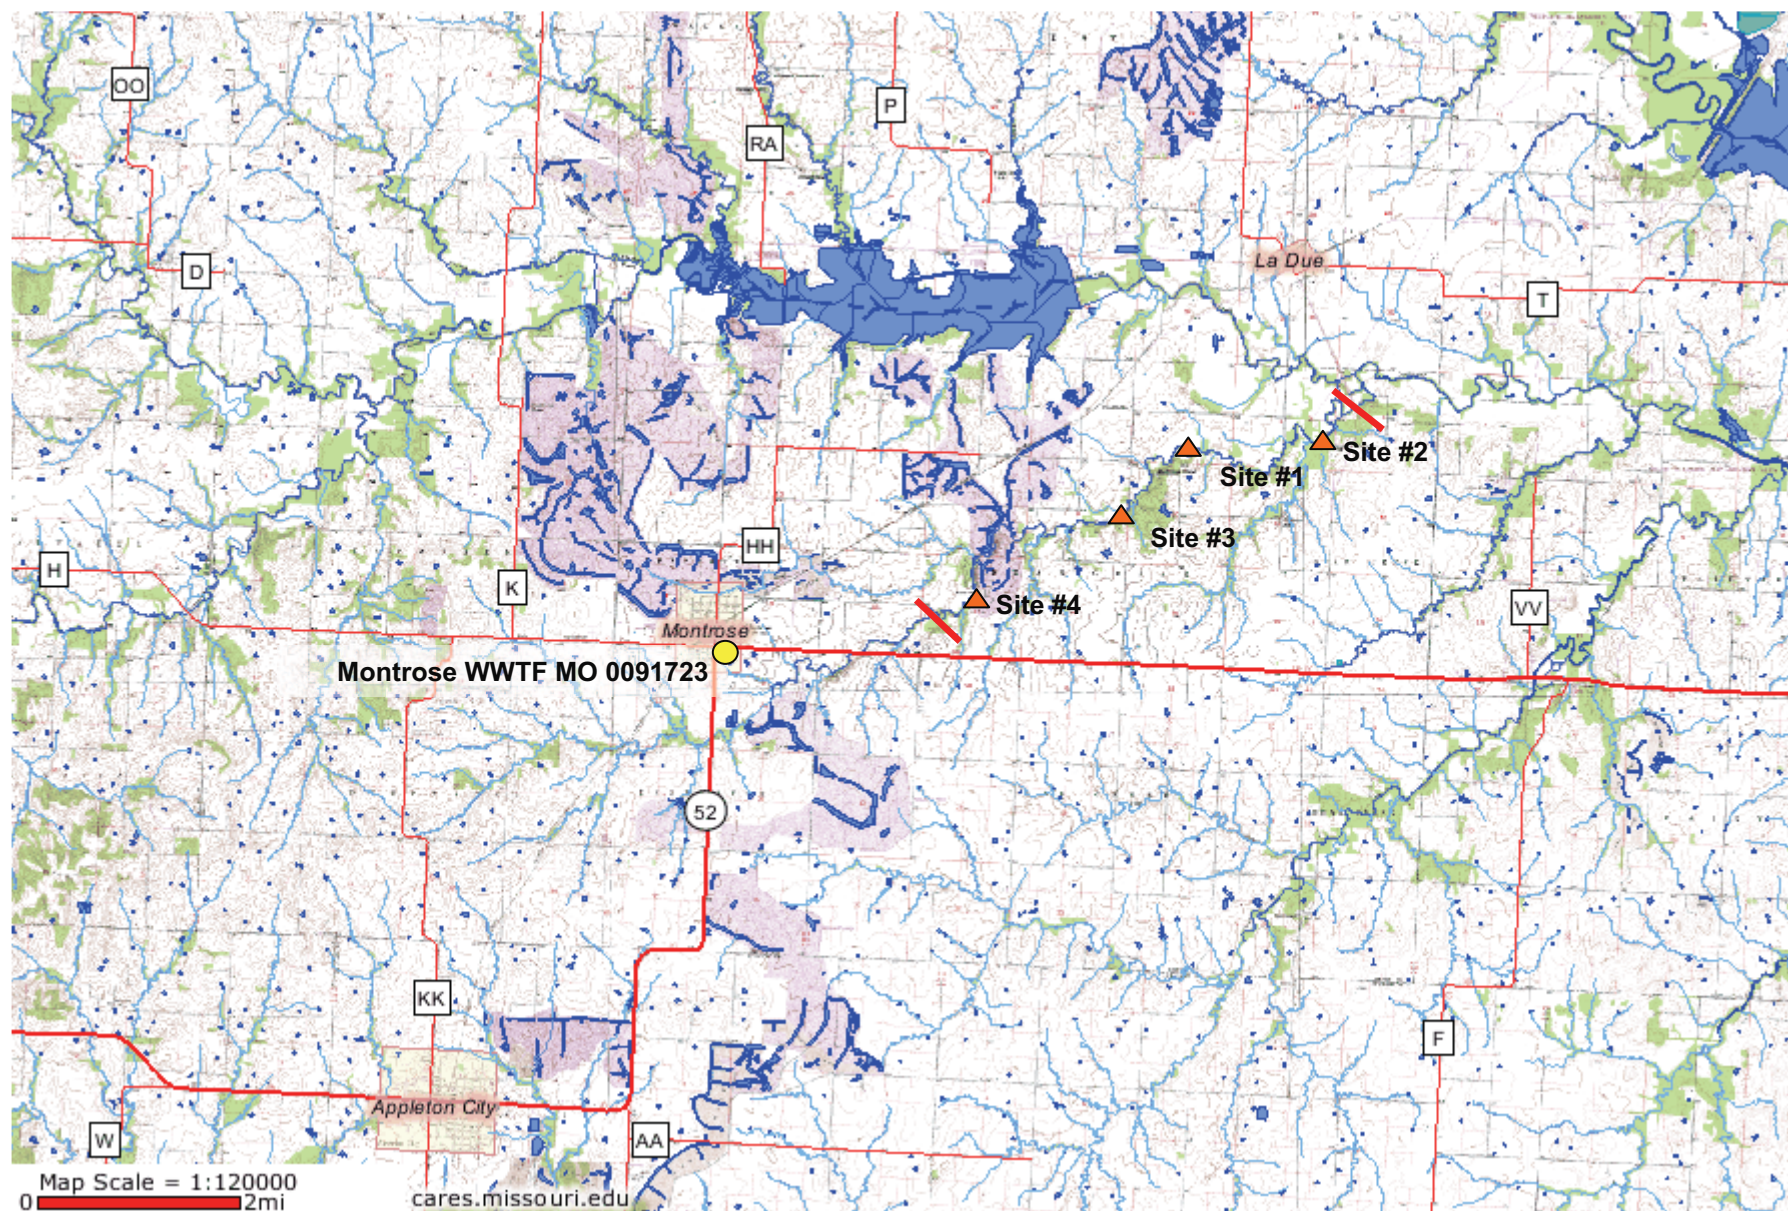 OO
P
RA
D
La Due
T
Site #2
Site #1
Site #3
HH
H
K
Site #4
VV
Montrose
Montrose WWTF MO 0091723
52
KK
F
Appleton City
W
AA
Map Scale = 1:120000
0 2mi
cares.missouri.edu